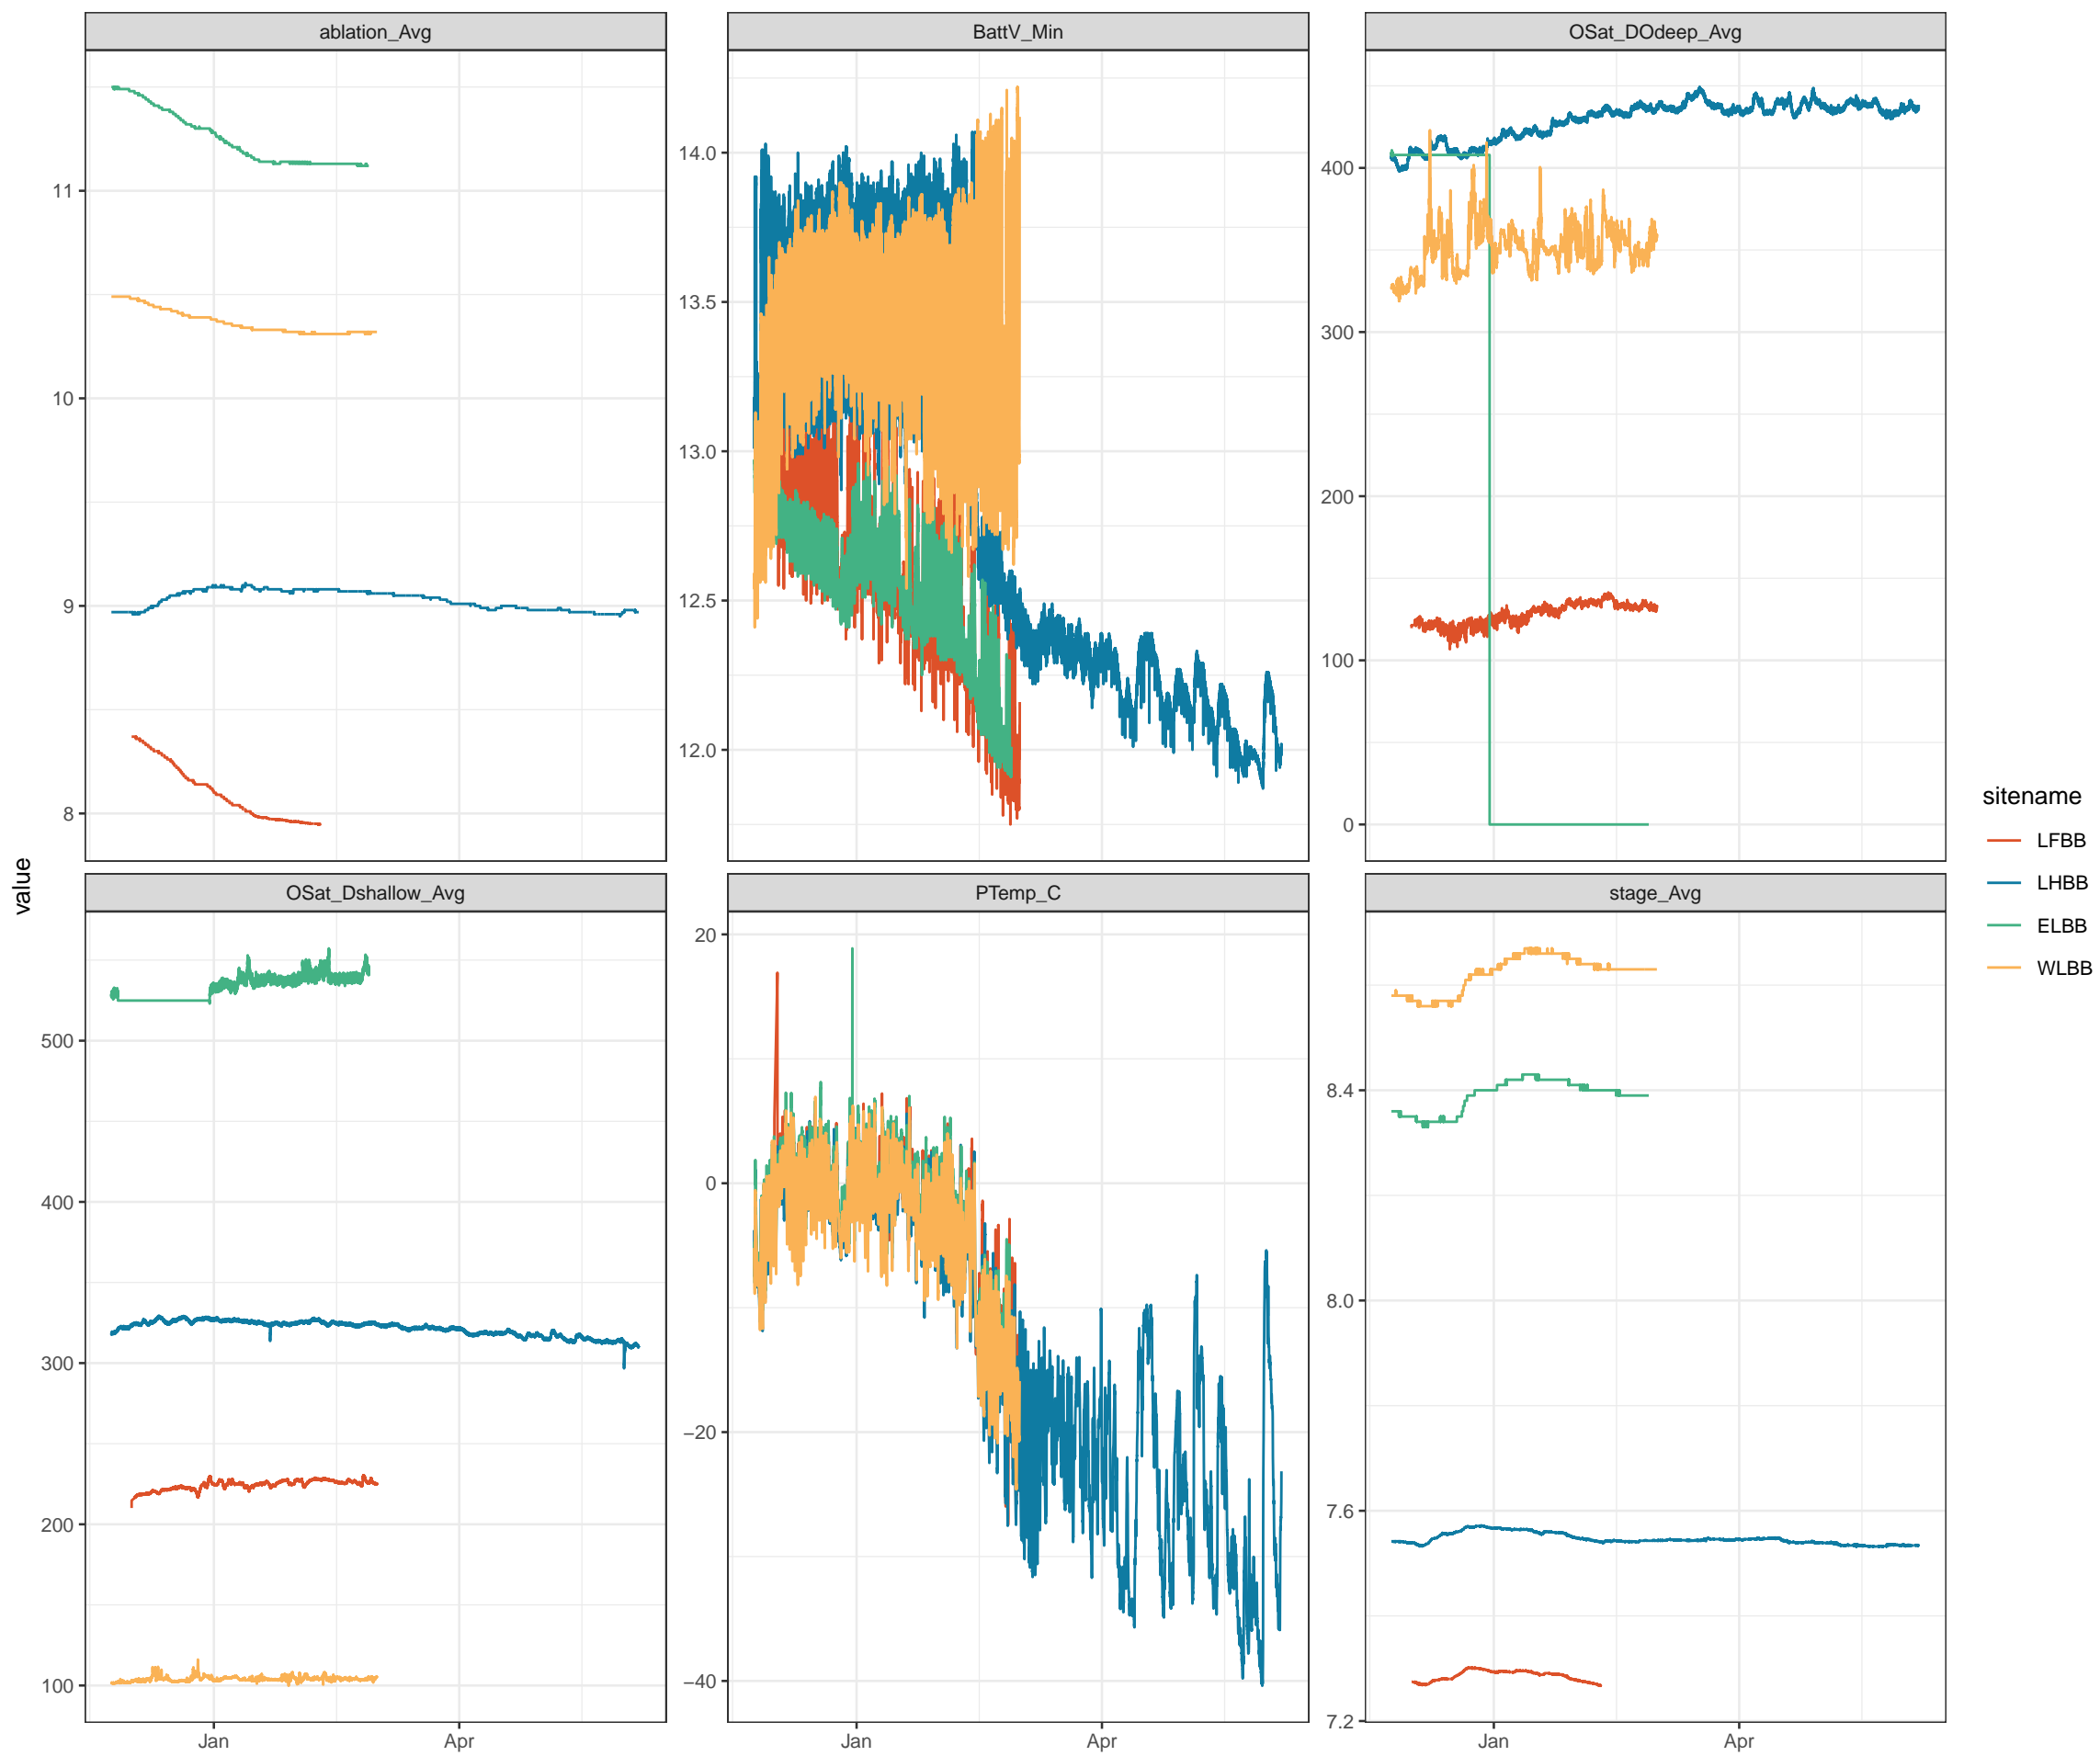 ablation_Avg
BattV_Min
OSat_DOdeep_Avg
11
10
9
8
14.0
13.5
13.0
12.5
12.0
400
300
200
100
0
value
OSat_Dshallow_Avg
PTemp_C
stage_Avg
500
400
300
200
100
20
0
−20
−40
8.4
8.0
7.6
7.2
Jan
Apr
Jan
Apr
Jan
Apr
sitename
LFBB
LHBB
ELBB
WLBB